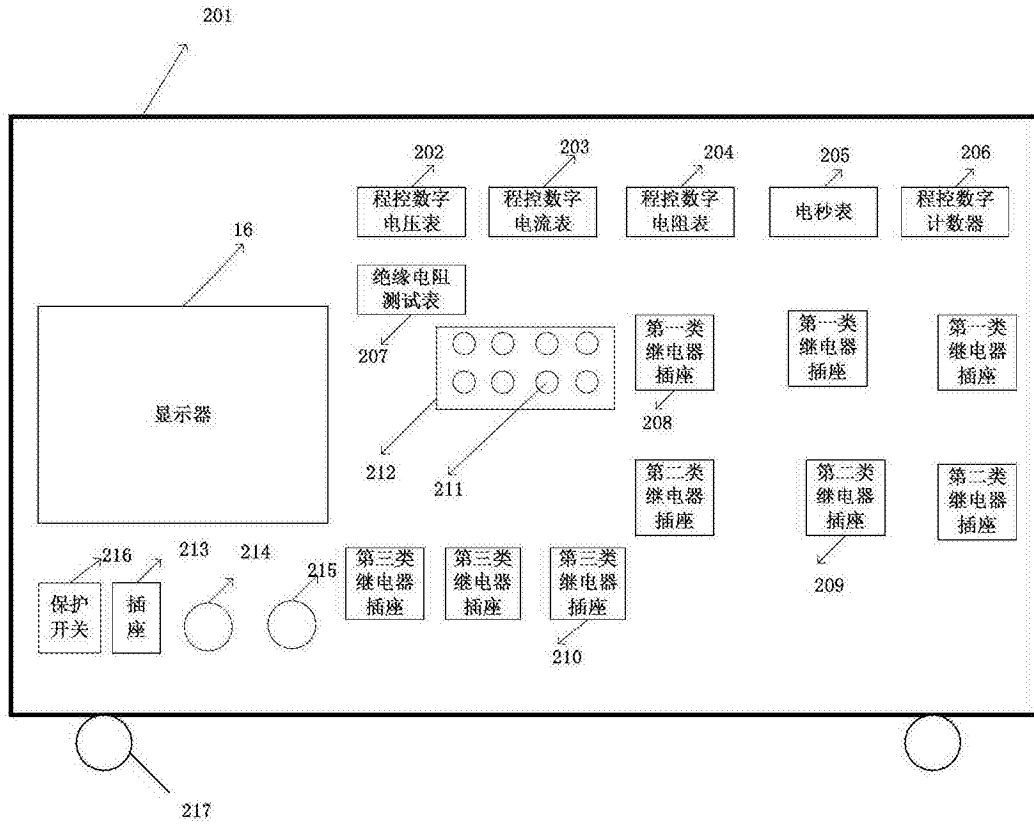 201
202
203
204
205
206
程控数字
电压表
程控数字
电流表
程控数字
电阻表
电秒表
程控数字
计数器
16
绝缘电阻
测试表
207
显示器
212
211
第一类
继电器
插座
第一类
继电器
插座
第一类
继电器
插座
208
第二类
继电器
插座
第二类
继电器
插座
第二类
继电器
插座
209
216
213
214
215
保护
开关
插
座
第三类
继电器
插座
第三类
继电器
插座
第三类
继电器
插座
210
217